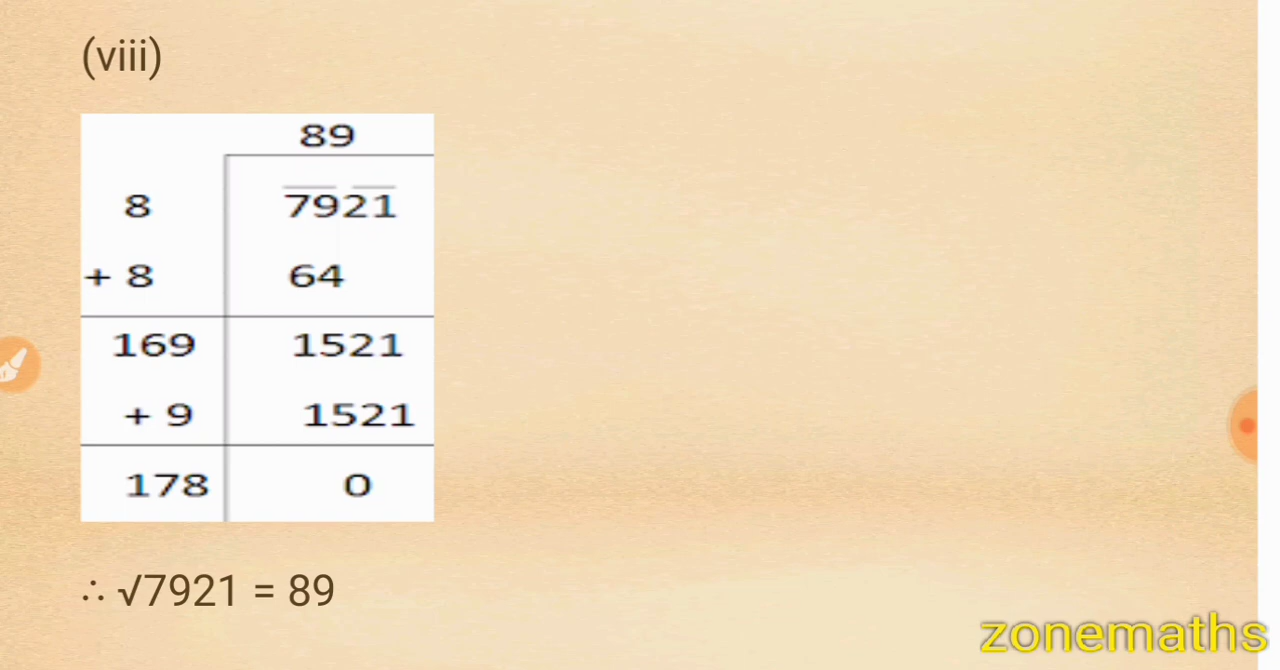 (viii)
89
8 7921
+ 8 64
169 1521
+ 9 1521
178 0
∴ √7921 = 89
zonemaths